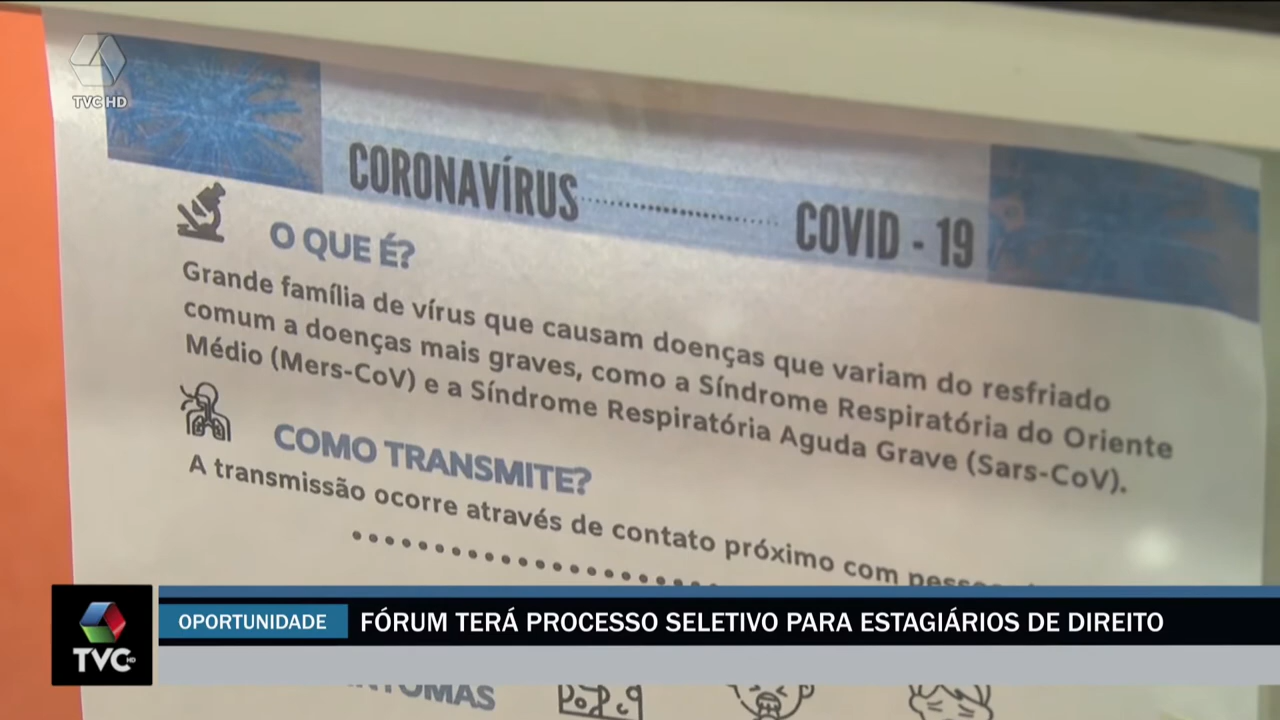 TVC HD
CORONAVÍRUS
COVID - 19
O QUE É?
Grande família de vírus que causam doenças que variam do resfriado
comum a doenças mais graves, como a Síndrome Respiratória do Oriente
Médio (Mers-CoV) e a Síndrome Respiratória Aguda Grave (Sars-CoV).
COMO TRANSMITE?
A transmissão ocorre através de contato próximo com
OPORTUNIDADE
FÓRUM TERÁ PROCESSO SELETIVO PARA ESTAGIÁRIOS DE DIREITO
TVC HD